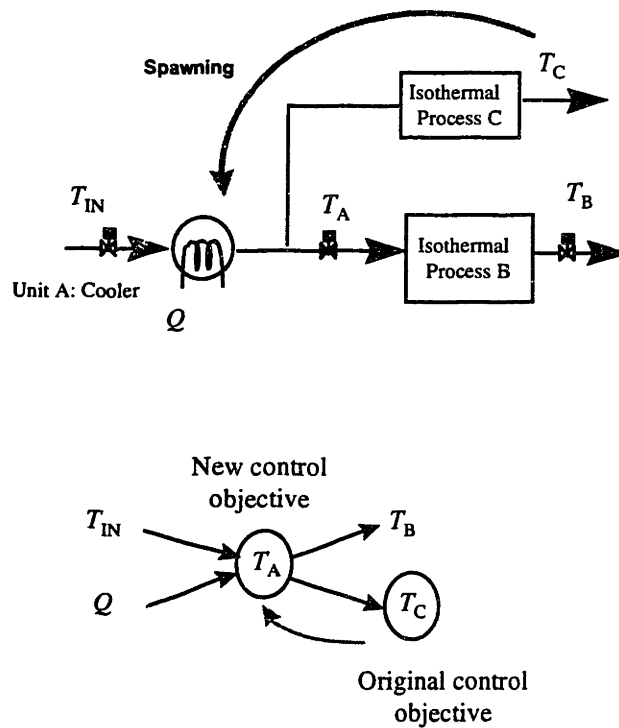 Spawning
T_C
Isothermal
Process C
T_IN
T_A
T_B
Isothermal
Process B
Unit A: Cooler
Q
New control
objective
T_IN
T_B
T_A
Q
T_C
Original control
objective